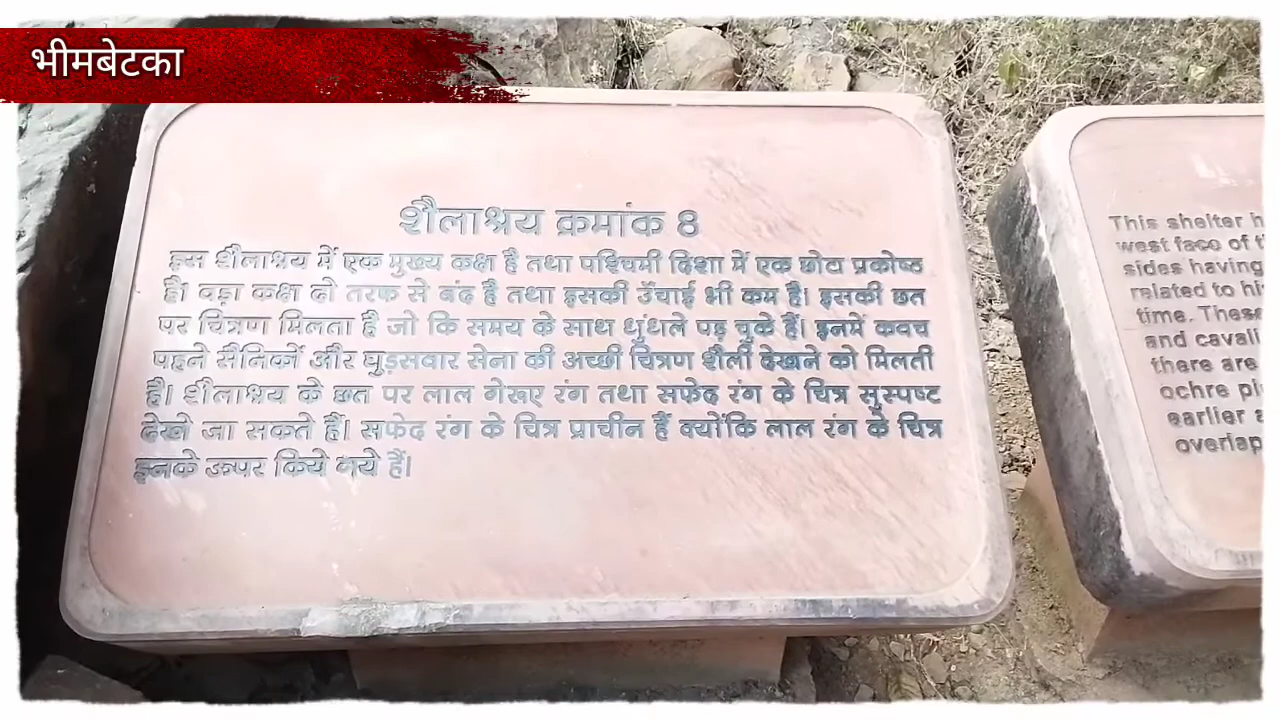 भीमबेटका
शैलाश्रय क्रमांक 8
इस शैलाश्रय में एक मुख्य कक्ष है तथा पश्चिमी दिशा में एक छोटा प्रकोष्ठ
है। बड़ा कक्ष दो तरफ से बंद है तथा इसकी उँचाई भी कम है। इसकी छत
पर चित्रण मिलता है जो कि समय के साथ धुंधले पड़ चुके हैं। इनमें कवच
पहने सैनिकों और घुड़सवार सेना की अच्छी चित्रण शैली देखने को मिलती
है। शैलाश्रय के छत पर लाल गेरूए रंग तथा सफेद रंग के चित्र सुस्पष्ट
देखे जा सकते हैं। सफेद रंग के चित्र प्राचीन हैं क्योंकि लाल रंग के चित्र
इनके ऊपर किये गये हैं।
This shelter h
west face of t
sides having
related to hi
time. These
and cavali
there are
ochre pi
earlier a
overlap